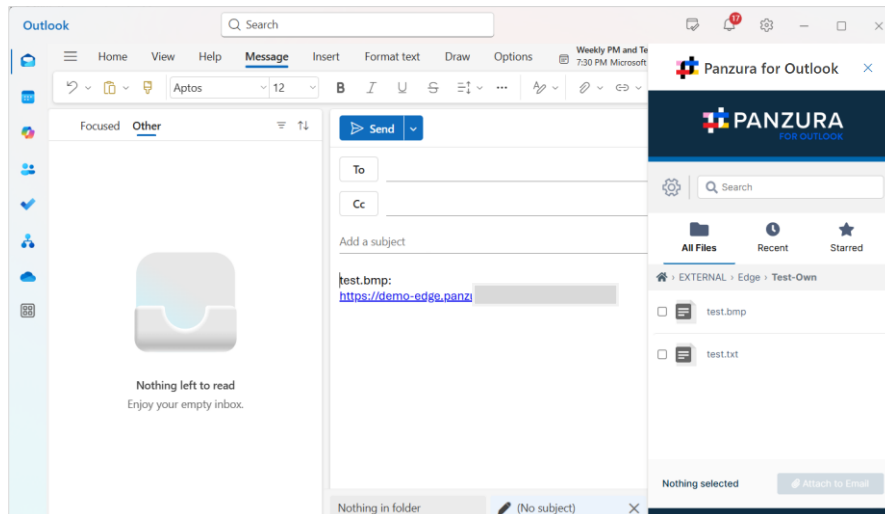 Outlook
Search
17
Home View Help Message Insert Format text Draw Options
Weekly PM and Te
7:30 PM Microsoft
Aptos 12 B I U S
Focused Other
Send
To
Cc
Add a subject
test.bmp:
https://demo-edge.panzu
Nothing left to read
Enjoy your empty inbox.
Nothing in folder
(No subject)
Panzura for Outlook
PANZURA
FOR OUTLOOK
Search
All Files Recent Starred
EXTERNAL › Edge › Test-Own
test.bmp
test.txt
Nothing selected
Attach to Email